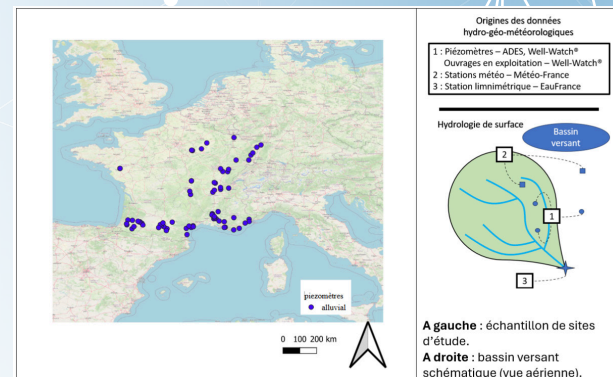 piezomètres
alluvial
0 100 200 km
Origines des données
hydro-géo-météorologiques
1 : Piézomètres – ADES, Well-Watch®
Ouvrages en exploitation – Well-Watch®
2 : Stations météo – Météo-France
3 : Station limnimétrique – EauFrance
Hydrologie de surface
Bassin
versant
2
1
3
A gauche : échantillon de sites
d'étude.
A droite : bassin versant
schématique (vue aérienne).